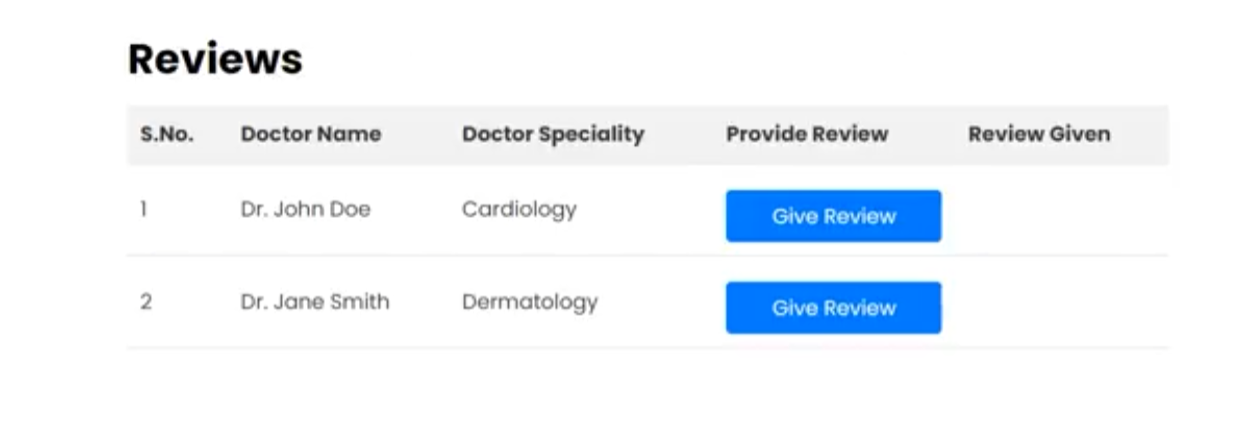 Reviews
S.No. Doctor Name Doctor Speciality Provide Review Review Given
1 Dr. John Doe Cardiology Give Review
2 Dr. Jane Smith Dermatology Give Review